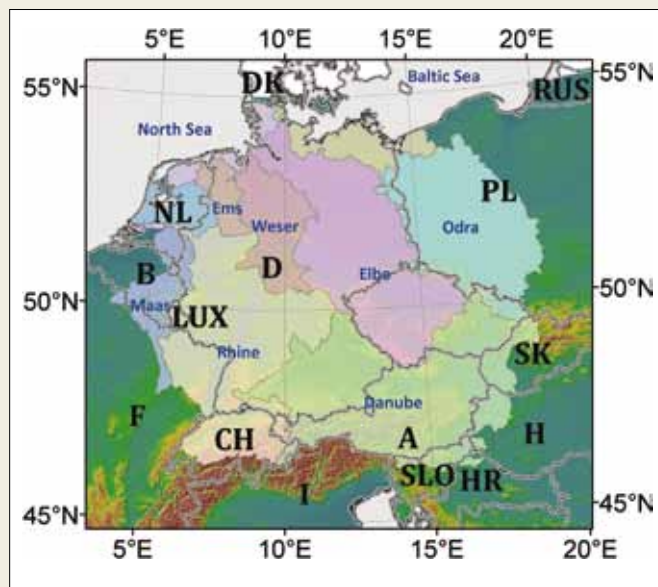 5°E 10°E 15°E 20°E
55°N DK Baltic Sea RUS 55°N
North Sea
NL Ems Weser PL
Odra
B D Elbe
50°N Maas 50°N
LUX
Rhine SK
Danube
F CH A H
SLO HR
I
45°N 45°N
5°E 10°E 15°E 20°E